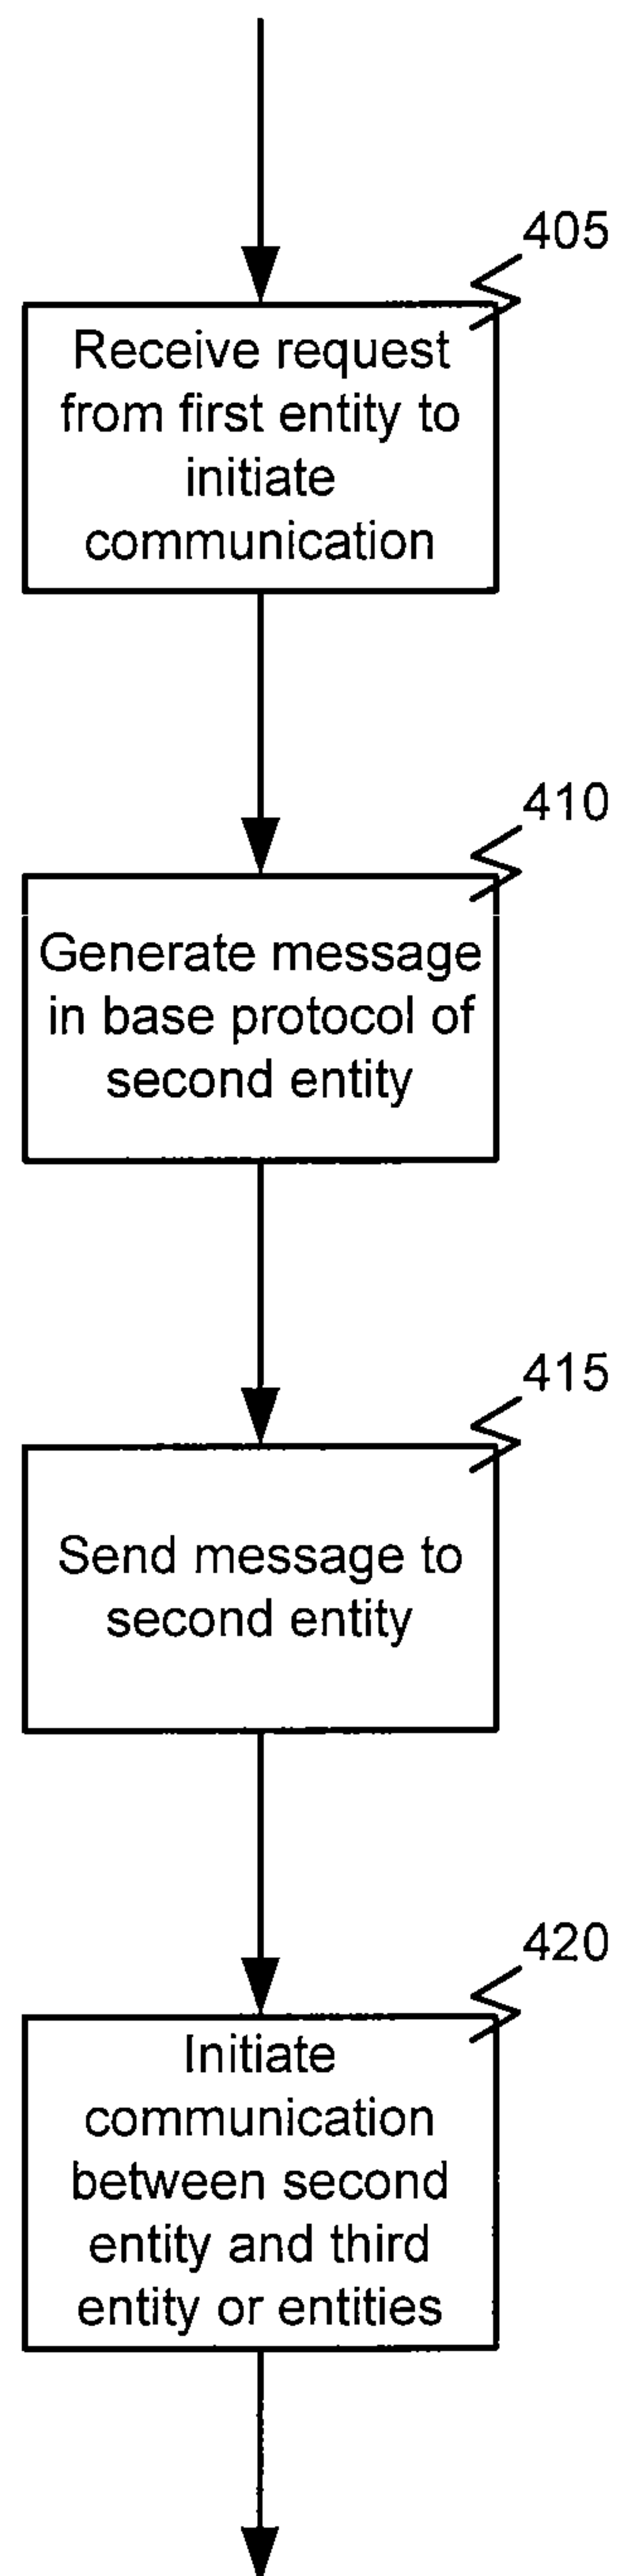 405
Receive request
from first entity to
initiate
communication
410
Generate message
in base protocol of
second entity
415
Send message to
second entity
420
Initiate
communication
between second
entity and third
entity or entities